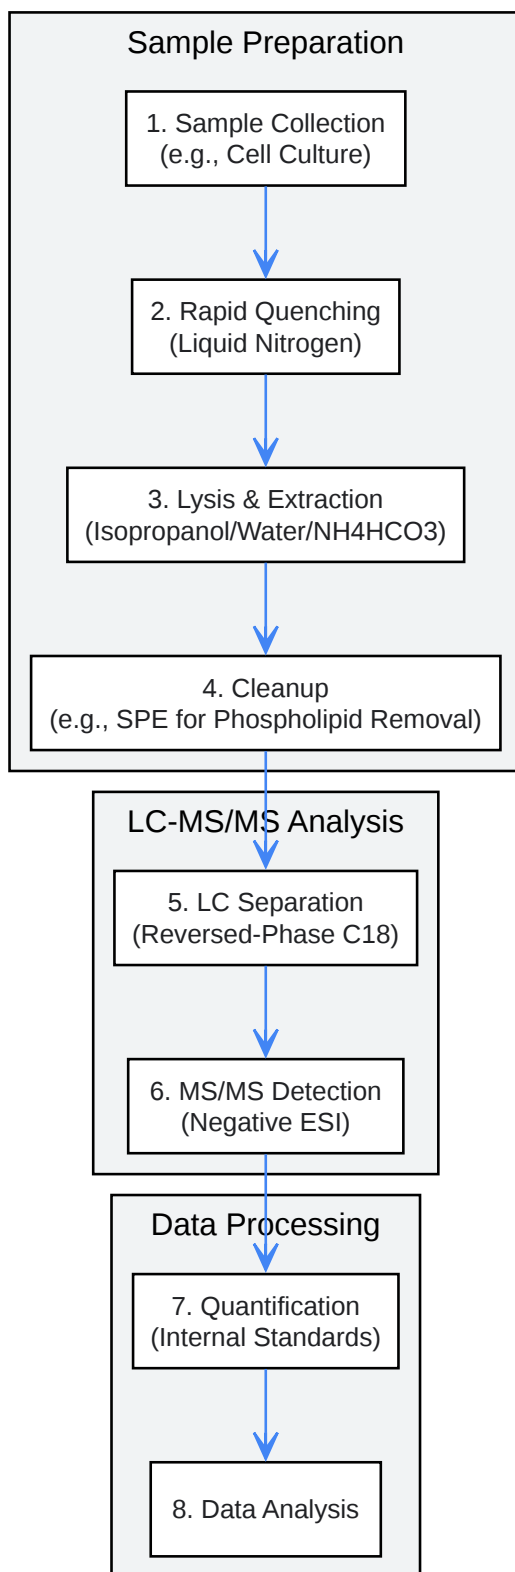 Sample Preparation
1. Sample Collection
(e.g., Cell Culture)
2. Rapid Quenching
(Liquid Nitrogen)
3. Lysis & Extraction
(Isopropanol/Water/NH4HCO3)
4. Cleanup
(e.g., SPE for Phospholipid Removal)
LC-MS/MS Analysis
5. LC Separation
(Reversed-Phase C18)
6. MS/MS Detection
(Negative ESI)
Data Processing
7. Quantification
(Internal Standards)
8. Data Analysis